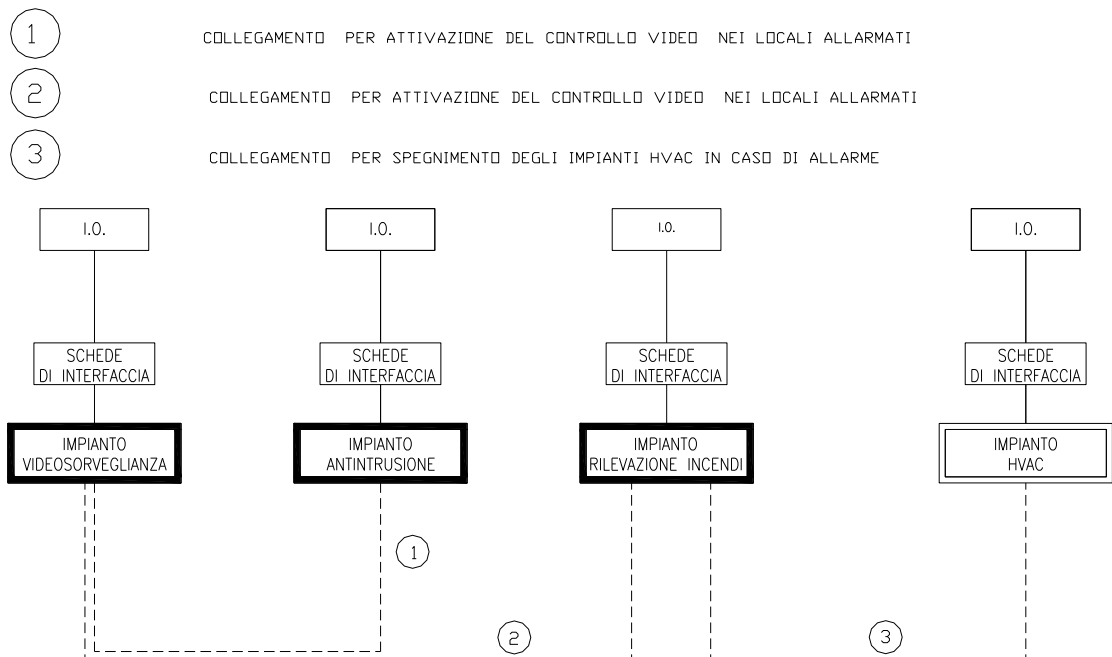 1 COLLEGAMENTO PER ATTIVAZIONE DEL CONTROLLO VIDEO NEI LOCALI ALLARMATI
2 COLLEGAMENTO PER ATTIVAZIONE DEL CONTROLLO VIDEO NEI LOCALI ALLARMATI
3 COLLEGAMENTO PER SPEGNIMENTO DEGLI IMPIANTI HVAC IN CASO DI ALLARME
I.O.
I.O.
I.O.
I.O.
SCHEDE
DI INTERFACCIA
SCHEDE
DI INTERFACCIA
SCHEDE
DI INTERFACCIA
SCHEDE
DI INTERFACCIA
IMPIANTO
VIDEOSORVEGLIANZA
IMPIANTO
ANTINTRUSIONE
IMPIANTO
RILEVAZIONE INCENDI
IMPIANTO
HVAC
1
2
3